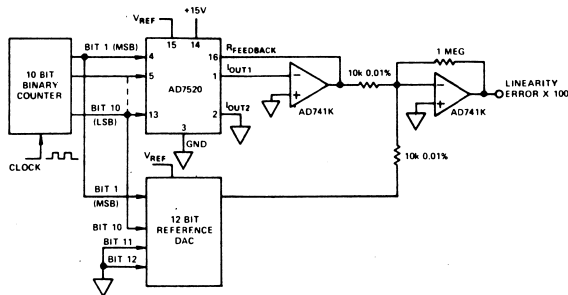 VREF
+15V
BIT 1 (MSB)
15
14
RFEEDBACK
4
16
5
IOUT1
1
10 BIT
BINARY
COUNTER
AD7520
1 MEG
10k 0.01%
AD741K
LINEARITY
ERROR X 100
AD741K
BIT 10
(LSB)
13
IOUT2
2
3
GND
CLOCK
VREF
10k 0.01%
BIT 1
(MSB)
12 BIT
REFERENCE
DAC
BIT 10
BIT 11
BIT 12